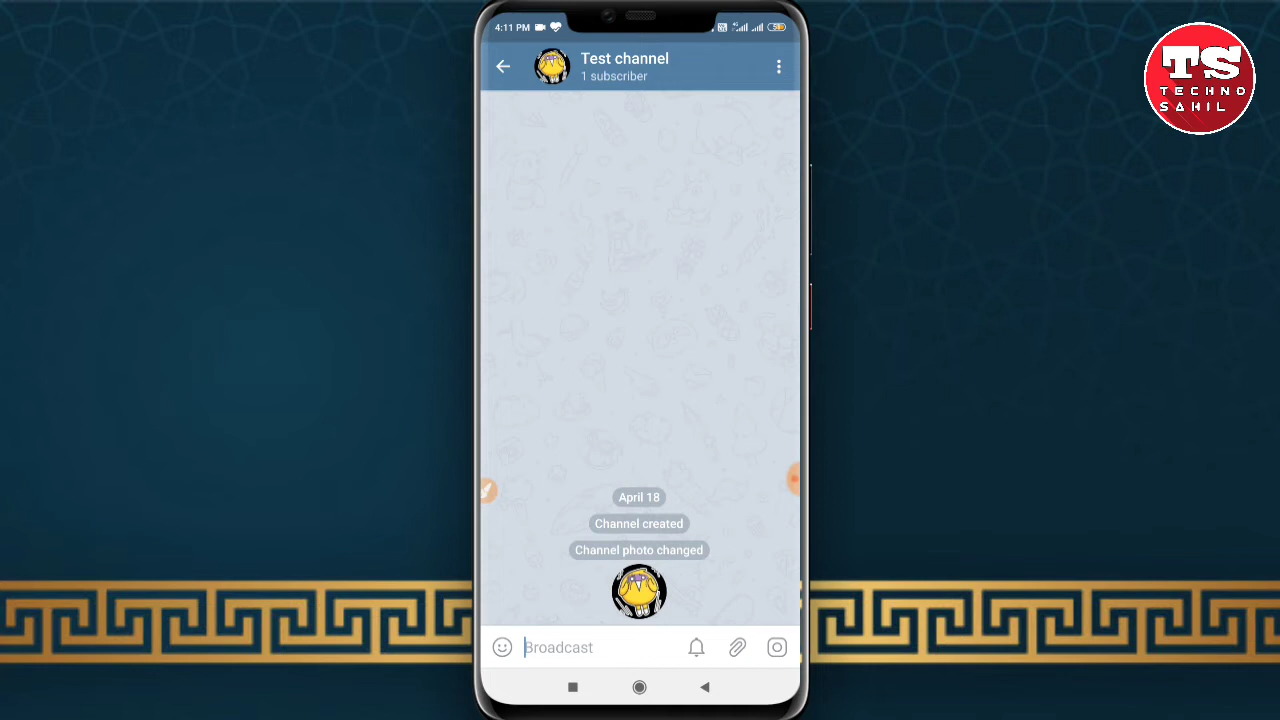 4:11 PM
Test channel
1 subscriber
TS
TECHNO
SAHIL
April 18
Channel created
Channel photo changed
Broadcast